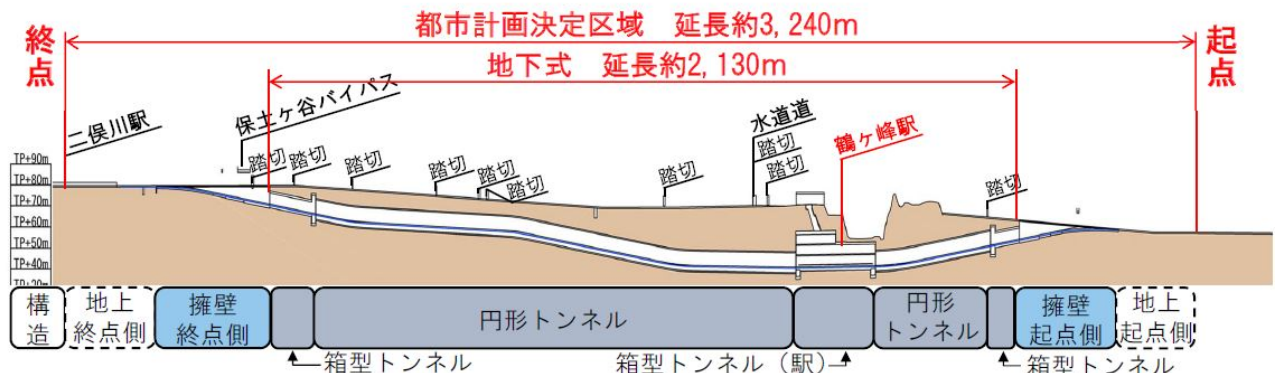 都市計画決定区域　延長約3,240m
終点
起点
地下式　延長約2,130m
二俣川駅
保土ヶ谷バイパス
水道道
鶴ヶ峰駅
踏切
踏切
踏切
踏切
踏切
踏切
踏切
踏切
踏切
踏切
TP+90m
TP+80m
TP+70m
TP+60m
TP+50m
TP+40m
構造
地上
終点側
擁壁
終点側
円形トンネル
円形
トンネル
擁壁
起点側
地上
起点側
箱型トンネル
箱型トンネル（駅）
箱型トンネル